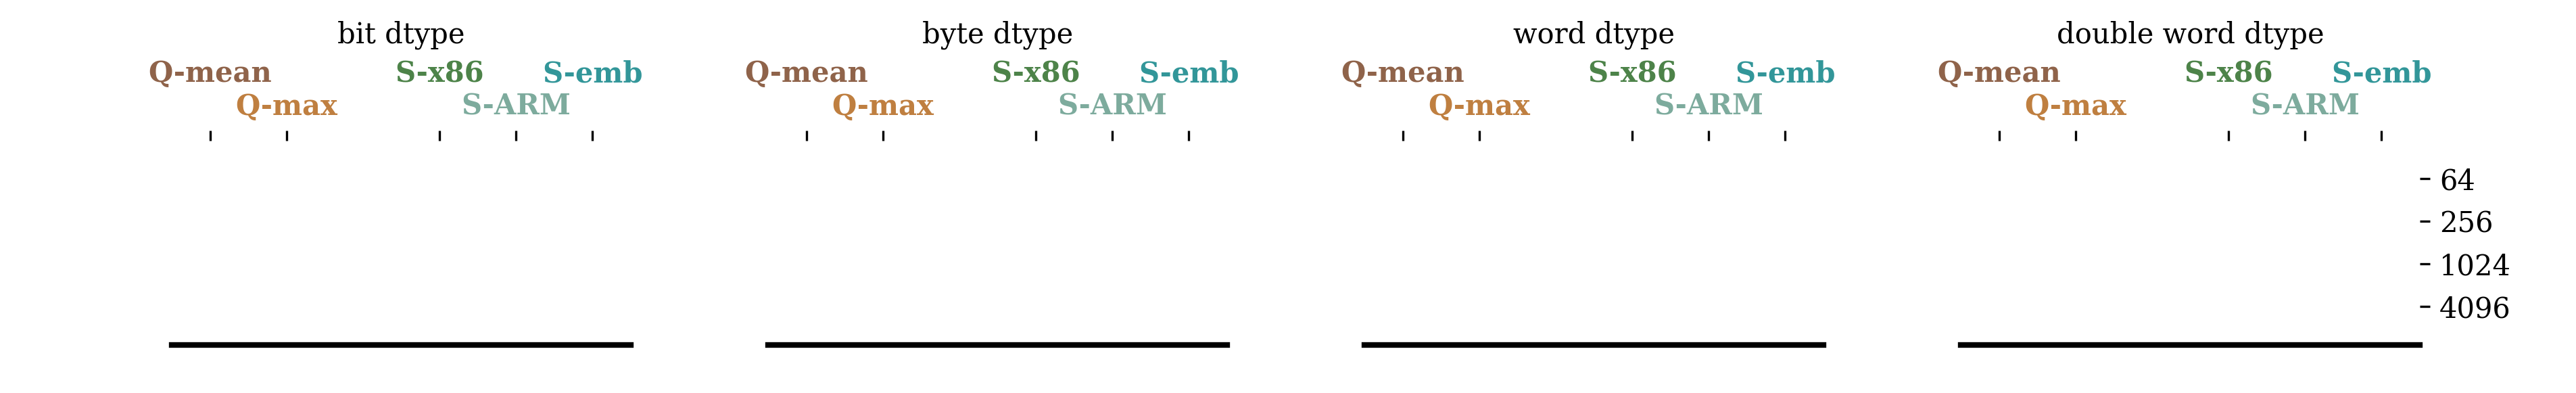 bit dtype
Q-mean S-x86 S-emb
Q-max S-ARM
byte dtype
Q-mean S-x86 S-emb
Q-max S-ARM
word dtype
Q-mean S-x86 S-emb
Q-max S-ARM
double word dtype
Q-mean S-x86 S-emb
Q-max S-ARM
64
256
1024
4096